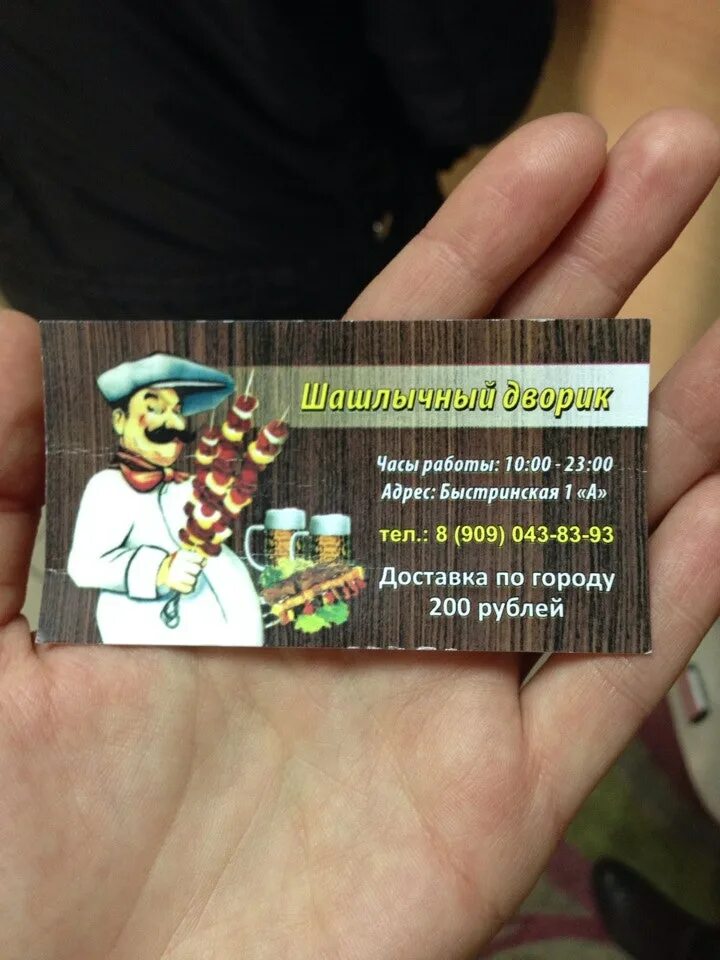 Шашлычный дворик
Часы работы: 10:00 - 23:00
Адрес: Быстринская 1 «А»
тел.: 8 (909) 043-83-93
Доставка по городу
200 рублей